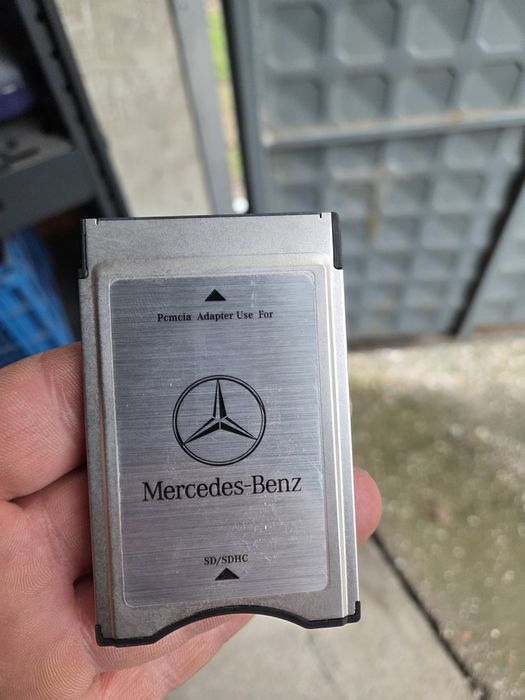 Pcmcia Adapter Use For
Mercedes-Benz
SD/SDHC